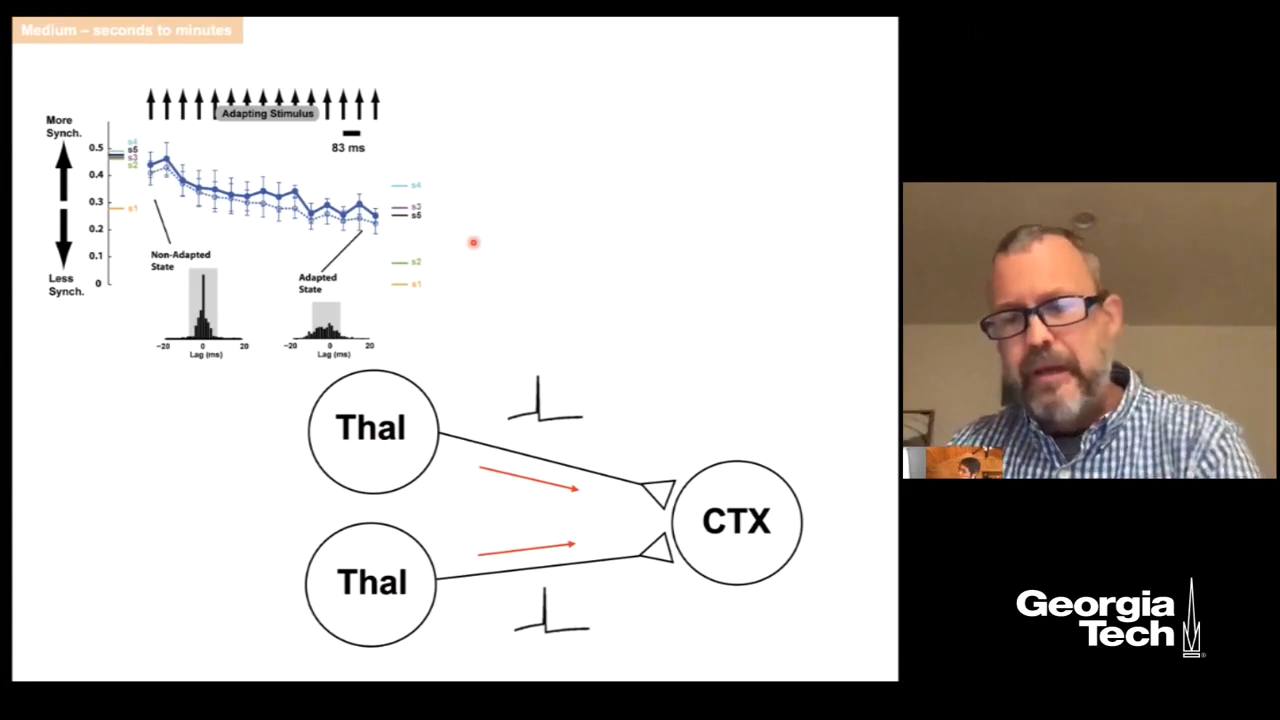 Medium – seconds to minutes
Adapting Stimulus
83 ms
More
Synch.
0.5
0.4
0.3
0.2
0.1
0
s4
s5
s3
s2
s1
s4
s3
s5
s2
s1
Less
Synch.
Non-Adapted
State
Adapted
State
−20 0 20
Lag (ms)
−20 0 20
Lag (ms)
Thal
CTX
Thal
Georgia
Tech